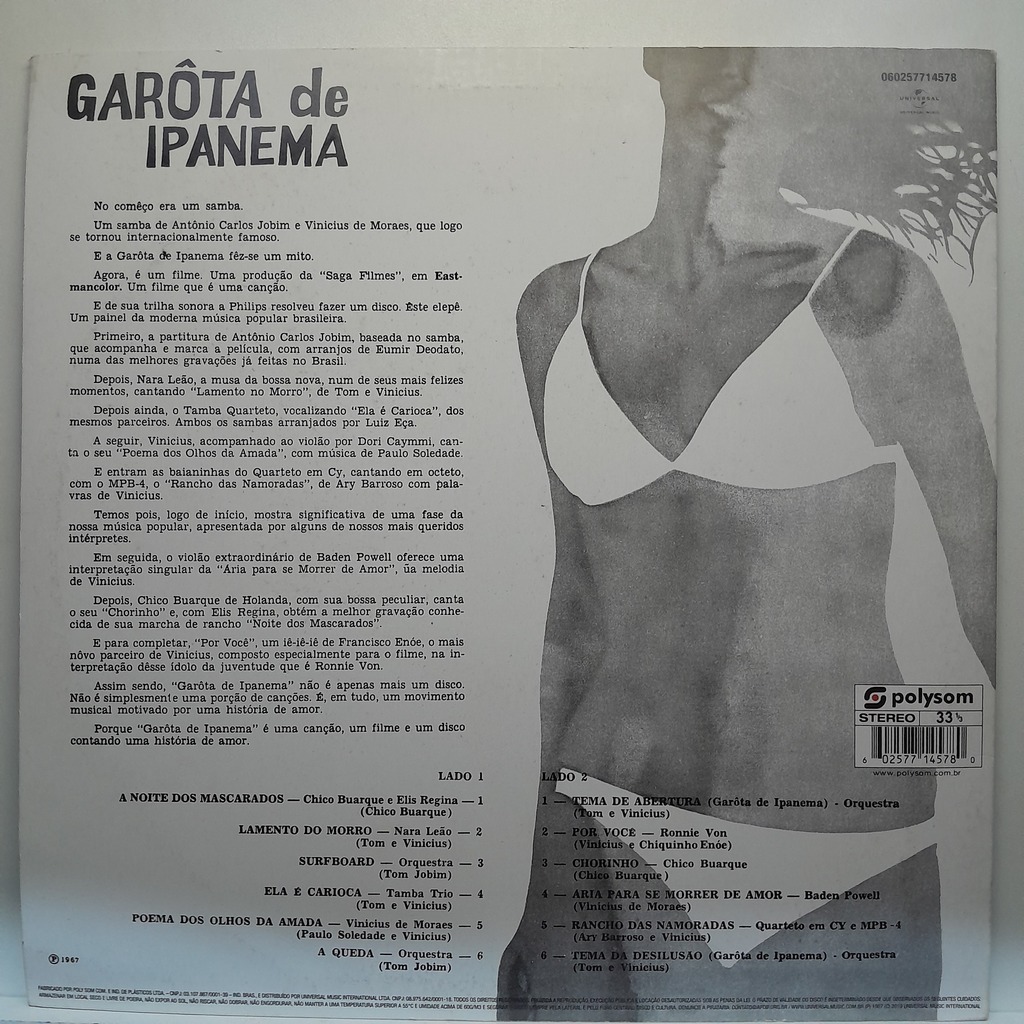 GARÔTA de
IPANEMA
060257714578
UNIVERSAL
No comêço era um samba.
Um samba de Antônio Carlos Jobim e Vinicius de Moraes, que logo
se tornou internacionalmente famoso.
E a Garôta de Ipanema fêz-se um mito.
Agora, é um filme. Uma produção da "Saga Filmes", em East-
mancolor. Um filme que é uma canção.
E de sua trilha sonora a Philips resolveu fazer um disco. Êste elepê.
Um painel da moderna música popular brasileira.
Primeiro, a partitura de Antônio Carlos Jobim, baseada no samba,
que acompanha e marca a película, com arranjos de Eumir Deodato,
numa das melhores gravações já feitas no Brasil.
Depois, Nara Leão, a musa da bossa nova, num de seus mais felizes
momentos, cantando "Lamento no Morro", de Tom e Vinicius.
Depois ainda, o Tamba Quarteto, vocalizando "Ela é Carioca", dos
mesmos parceiros. Ambos os sambas arranjados por Luiz Eça.
A seguir, Vinicius, acompanhado ao violão por Dori Caymmi, can-
ta o seu "Poema dos Olhos da Amada", com música de Paulo Soledade.
E entram as baianinhas do Quarteto em Cy, cantando em octeto,
com o MPB-4, o "Rancho das Namoradas", de Ary Barroso com pala-
vras de Vinicius.
Temos pois, logo de início, mostra significativa de uma fase da
nossa música popular, apresentada por alguns de nossos mais queridos
intérpretes.
Em seguida, o violão extraordinário de Baden Powell oferece uma
interpretação singular da "Ária para se Morrer de Amor", ũa melodia
de Vinicius.
Depois, Chico Buarque de Holanda, com sua bossa peculiar, canta
o seu "Chorinho" e, com Elis Regina, obtém a melhor gravação conhe-
cida de sua marcha de rancho "Noite dos Mascarados".
E para completar, "Por Você", um iê-iê-iê de Francisco Enóe, o mais
nôvo parceiro de Vinicius, composto especialmente para o filme, na in-
terpretação dêsse ídolo da juventude que é Ronnie Von.
Assim sendo, "Garôta de Ipanema" não é apenas mais um disco.
Não é simplesmente uma porção de canções. É, em tudo, um movimento
musical motivado por uma história de amor.
Porque "Garôta de Ipanema" é uma canção, um filme e um disco
contando uma história de amor.
polysom
STEREO 33 ⅓
6 02577 14578 0
www.polysom.com.br
LADO 1
A NOITE DOS MASCARADOS — Chico Buarque e Elis Regina — 1
(Chico Buarque)
LAMENTO DO MORRO — Nara Leão — 2
(Tom e Vinicius)
SURFBOARD — Orquestra — 3
(Tom Jobim)
ELA É CARIOCA — Tamba Trio — 4
(Tom e Vinicius)
POEMA DOS OLHOS DA AMADA — Vinicius de Moraes — 5
(Paulo Soledade e Vinicius)
A QUEDA — Orquestra — 6
(Tom Jobim)
LADO 2
1 — TEMA DE ABERTURA (Garôta de Ipanema) - Orquestra
(Tom e Vinicius)
2 — POR VOCÊ — Ronnie Von
(Vinicius e Chiquinho Enóe)
3 — CHORINHO — Chico Buarque
(Chico Buarque)
4 — ARIA PARA SE MORRER DE AMOR — Baden Powell
(Vinicius de Moraes)
5 — RANCHO DAS NAMORADAS — Quarteto em CY e MPB-4
(Ary Barroso e Vinicius)
6 — TEMA DA DESILUSÃO (Garôta de Ipanema) - Orquestra
(Tom e Vinicius)
℗ 1967